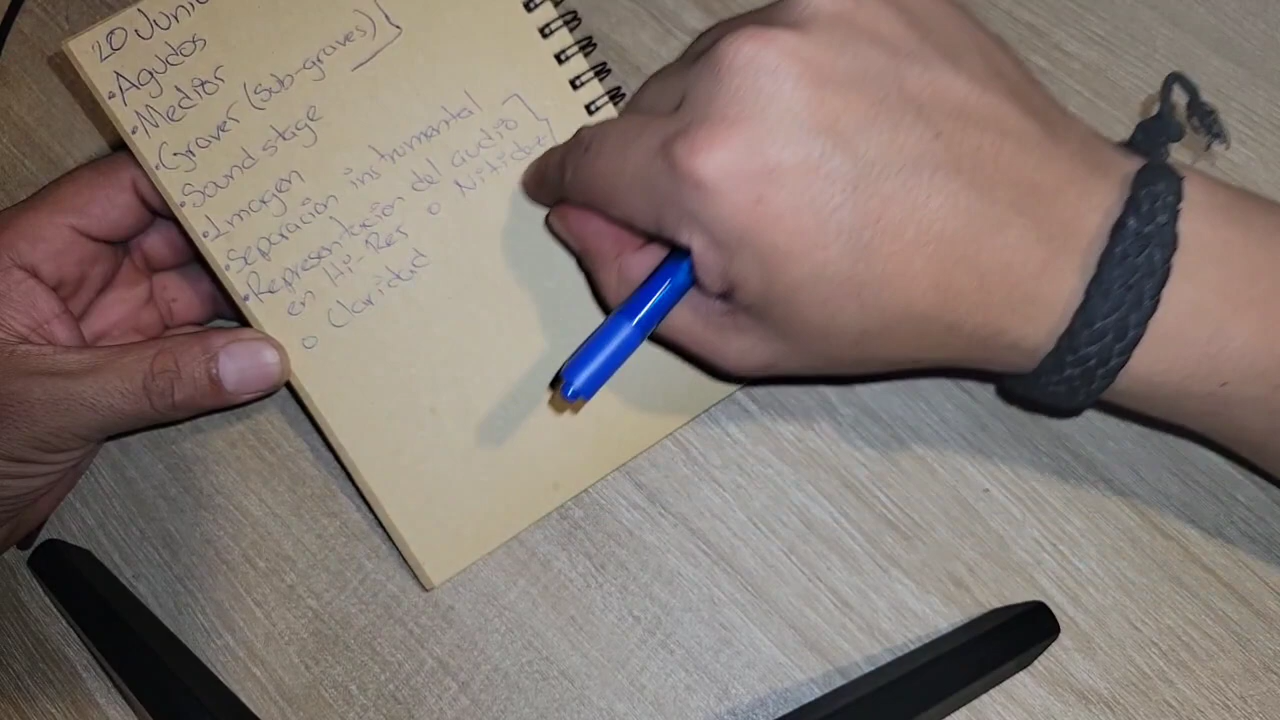 20 Junio
•Agudos
•Medios
•Graves (sub-graves)
•Sound stage
•Imagen
•Separación instrumental
•Representación del audio
en Hi-Res
o Nitidez
o Claridad